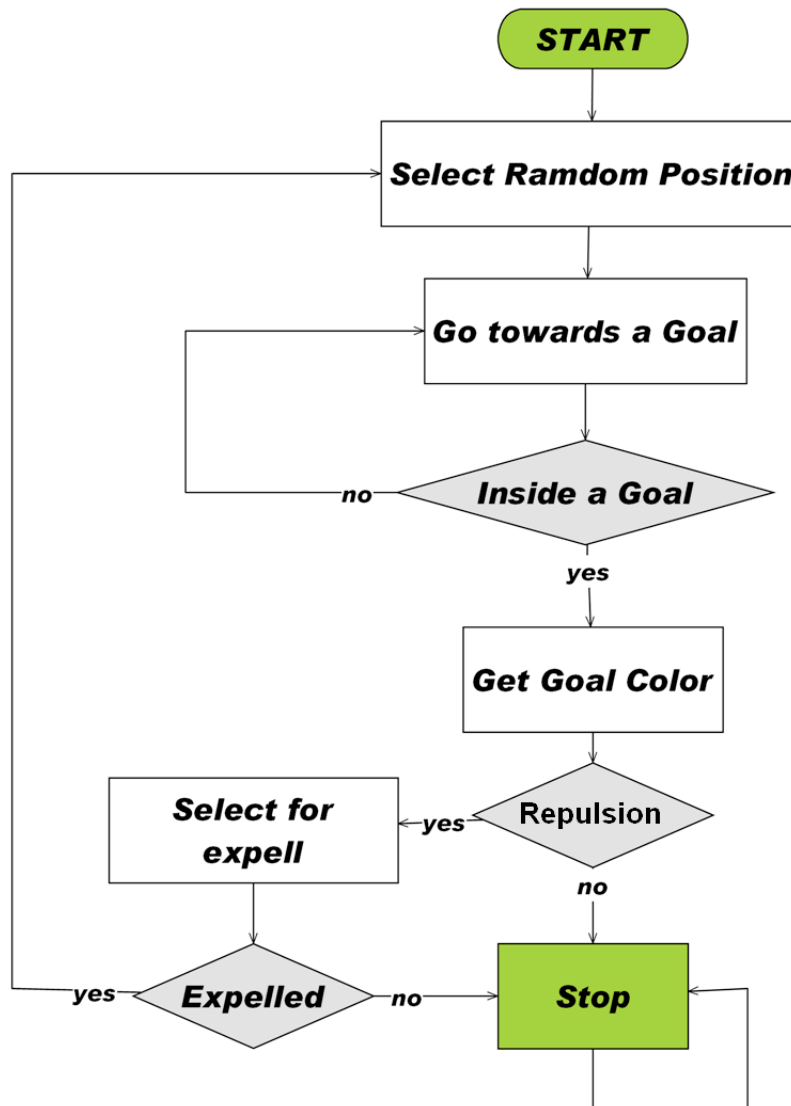 START
Select Ramdom Position
Go towards a Goal
Inside a Goal
no
yes
Get Goal Color
Repulsion
yes
Select for
expell
no
Expelled
yes
no
Stop